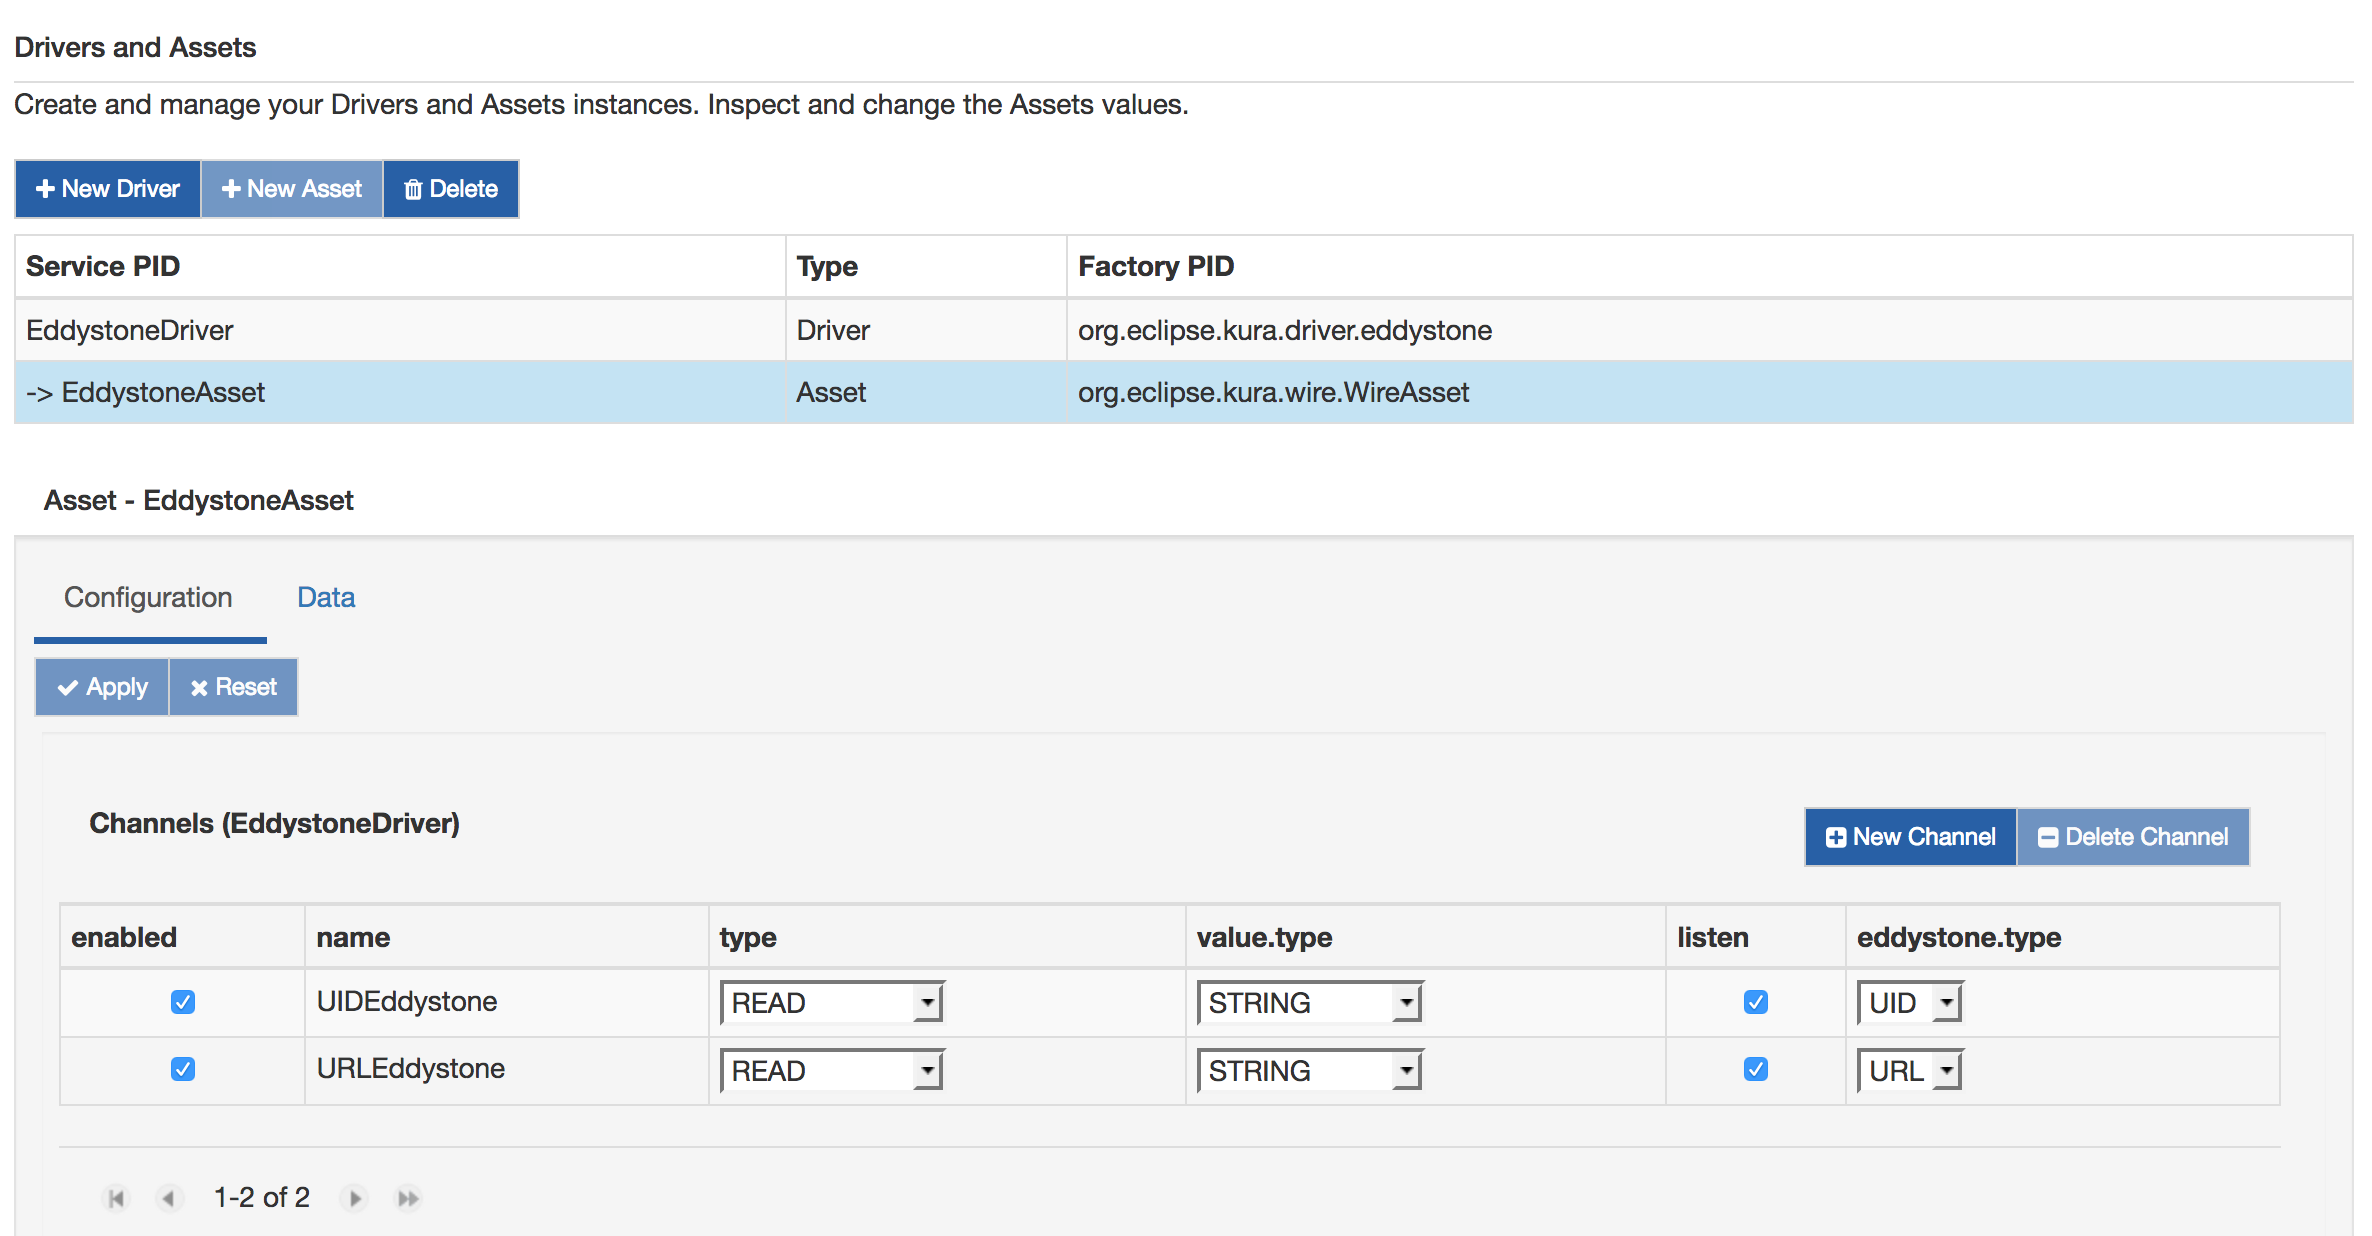 Drivers and Assets
Create and manage your Drivers and Assets instances. Inspect and change the Assets values.
New Driver New Asset Delete
Service PID Type Factory PID
EddystoneDriver Driver org.eclipse.kura.driver.eddystone
-> EddystoneAsset Asset org.eclipse.kura.wire.WireAsset
Asset - EddystoneAsset
Configuration Data
Apply Reset
Channels (EddystoneDriver) New Channel Delete Channel
enabled name type value.type listen eddystone.type
UIDEddystone READ STRING UID
URLEddystone READ STRING URL
1-2 of 2